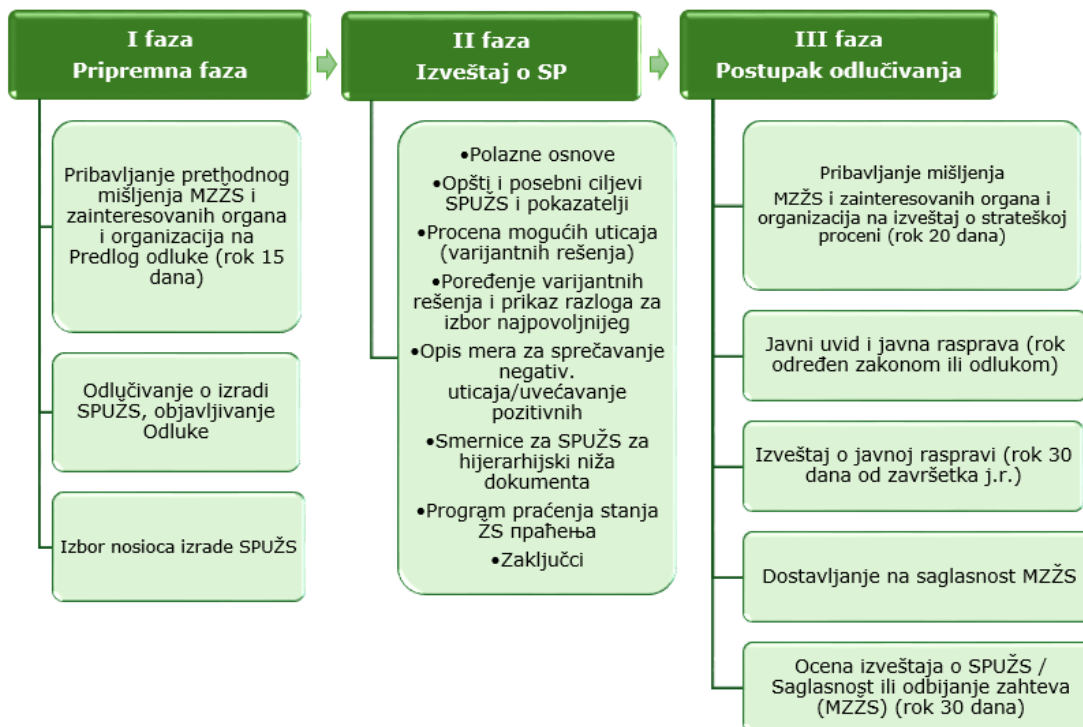 I faza
Pripremna faza
Pribavljanje prethodnog
mišljenja MZŽS i
zainteresovanih organa
i organizacija na
Predlog odluke (rok 15
dana)
Odlučivanje o izradi
SPUŽS, objavljivanje
Odluke
Izbor nosioca izrade SPUŽS
II faza
Izveštaj o SP
•Polazne osnove
•Opšti i posebni ciljevi
SPUŽS i pokazatelji
•Procena mogućih uticaja
(varijantnih rešenja)
•Poređenje varijantnih
rešenja i prikaz razloga za
izbor najpovoljnijeg
•Opis mera za sprečavanje
negativ.
uticaja/uvećavanje
pozitivnih
•Smernice za SPUŽS za
hijerarhijski niža
dokumenta
•Program praćenja stanja
ŽS праћења
•Zaključci
III faza
Postupak odlučivanja
Pribavljanje mišljenja
MZŽS i zainteresovanih organa i
organizacija na izveštaj o strateškoj
proceni (rok 20 dana)
Javni uvid i javna rasprava (rok
određen zakonom ili odlukom)
Izveštaj o javnoj raspravi (rok 30
dana od završetka j.r.)
Dostavljanje na saglasnost MZŽS
Ocena izveštaja o SPUŽS /
Saglasnost ili odbijanje zahteva
(MZŽS) (rok 30 dana)